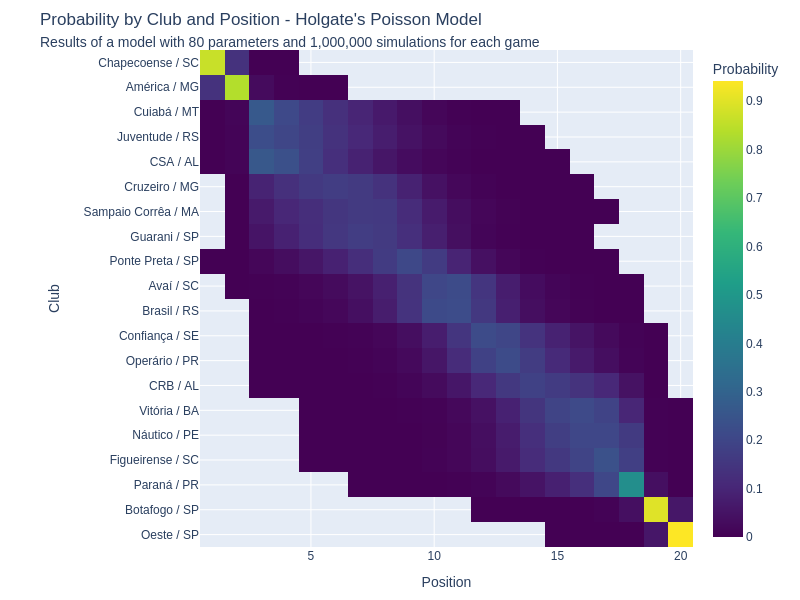 Probability by Club and Position - Holgate's Poisson Model
Results of a model with 80 parameters and 1,000,000 simulations for each game
Probability
Chapecoense / SC
América / MG
Cuiabá / MT
Juventude / RS
CSA / AL
Cruzeiro / MG
Sampaio Corrêa / MA
Guarani / SP
Ponte Preta / SP
Avaí / SC
Brasil / RS
Confiança / SE
Operário / PR
CRB / AL
Vitória / BA
Náutico / PE
Figueirense / SC
Paraná / PR
Botafogo / SP
Oeste / SP
Club
5
10
15
20
Position
0.9
0.8
0.7
0.6
0.5
0.4
0.3
0.2
0.1
0